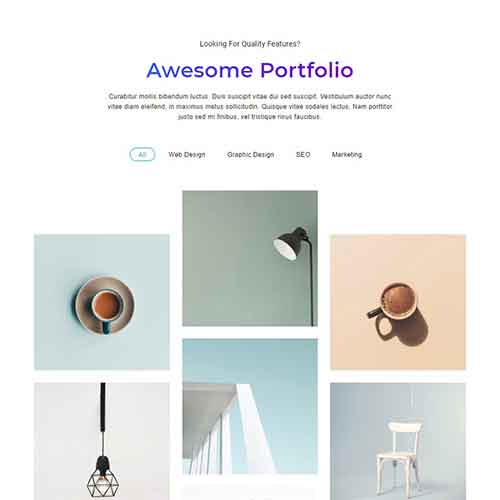 Looking For Quality Features?
Awesome Portfolio
Curabitur mollis bibendum luctus. Duis suscipit vitae dui sed suscipit. Vestibulum auctor nunc
vitae diam eleifend, in maximus metus sollicitudin. Quisque vitae sodales lectus. Nam porttitor
justo sed mi finibus, vel tristique risus faucibus.
All Web Design Graphic Design SEO Marketing